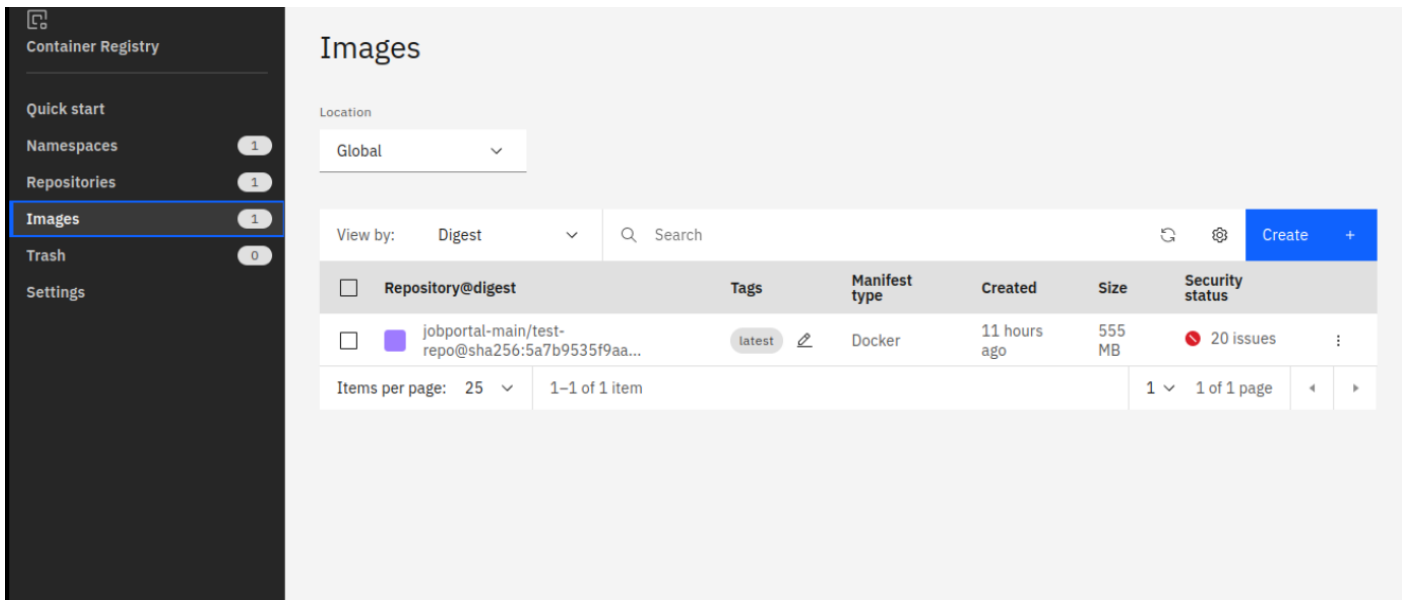 Container Registry
Quick start
Namespaces 1
Repositories 1
Images 1
Trash 0
Settings
Images
Location
Global
View by: Digest Search Create +
Repository@digest Tags Manifest type Created Size Security status
jobportal-main/test-
repo@sha256:5a7b9535f9aa...
latest
Docker
11 hours
ago
555
MB
20 issues
Items per page: 25 1–1 of 1 item 1 1 of 1 page